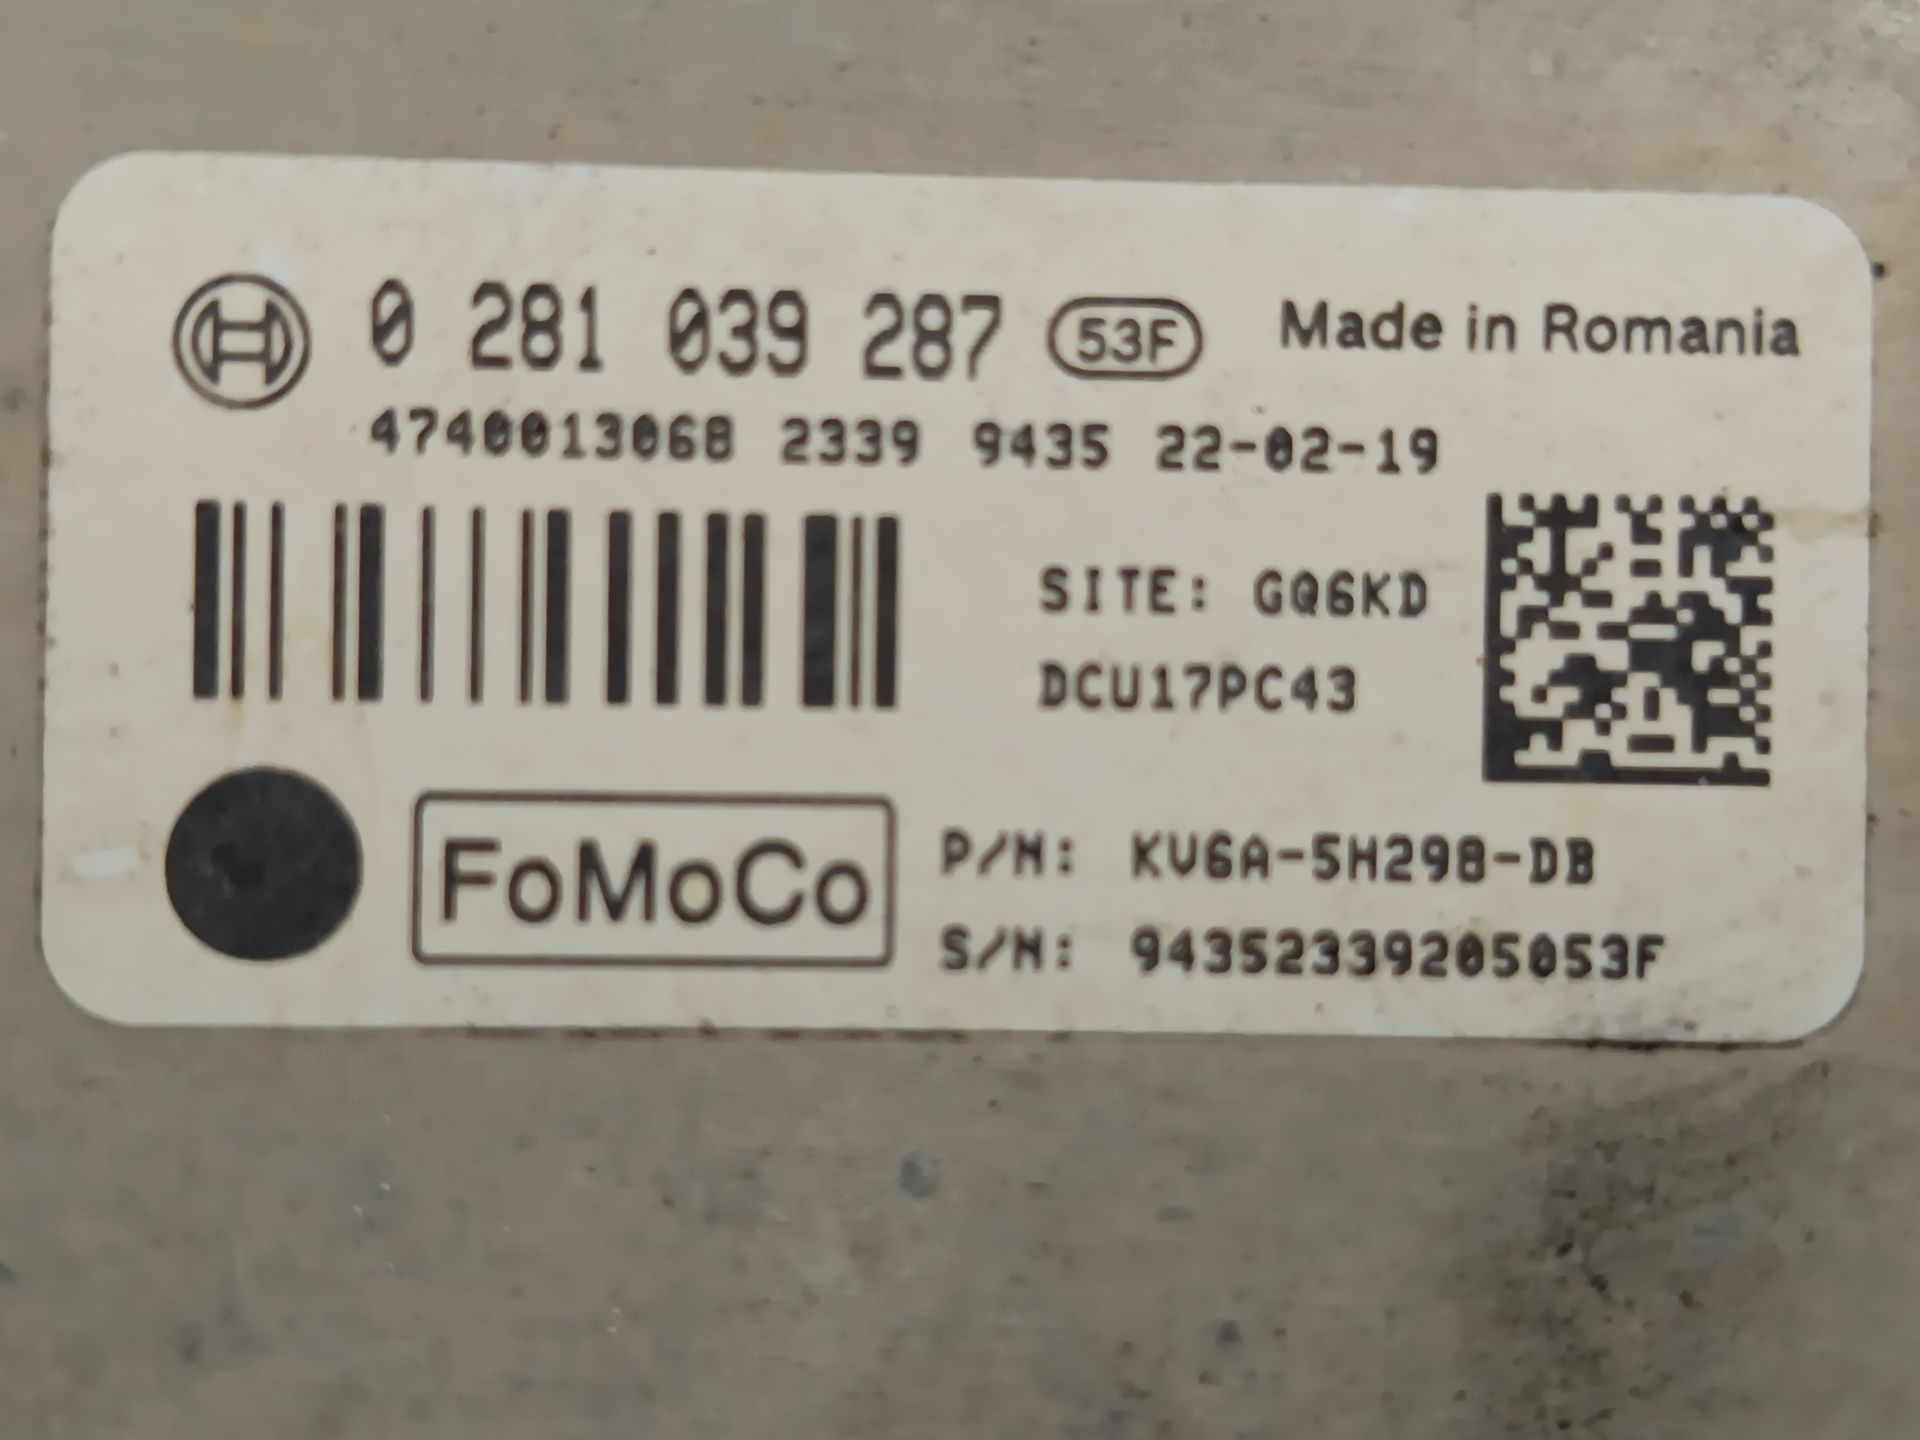 0 281 039 287 53F Made in Romania
4740013068 2339 9435 22-02-19
SITE: GQ6KD
DCU17PC43
FoMoCo
P/N: KV6A-5H298-DB
S/N: 94352339205053F